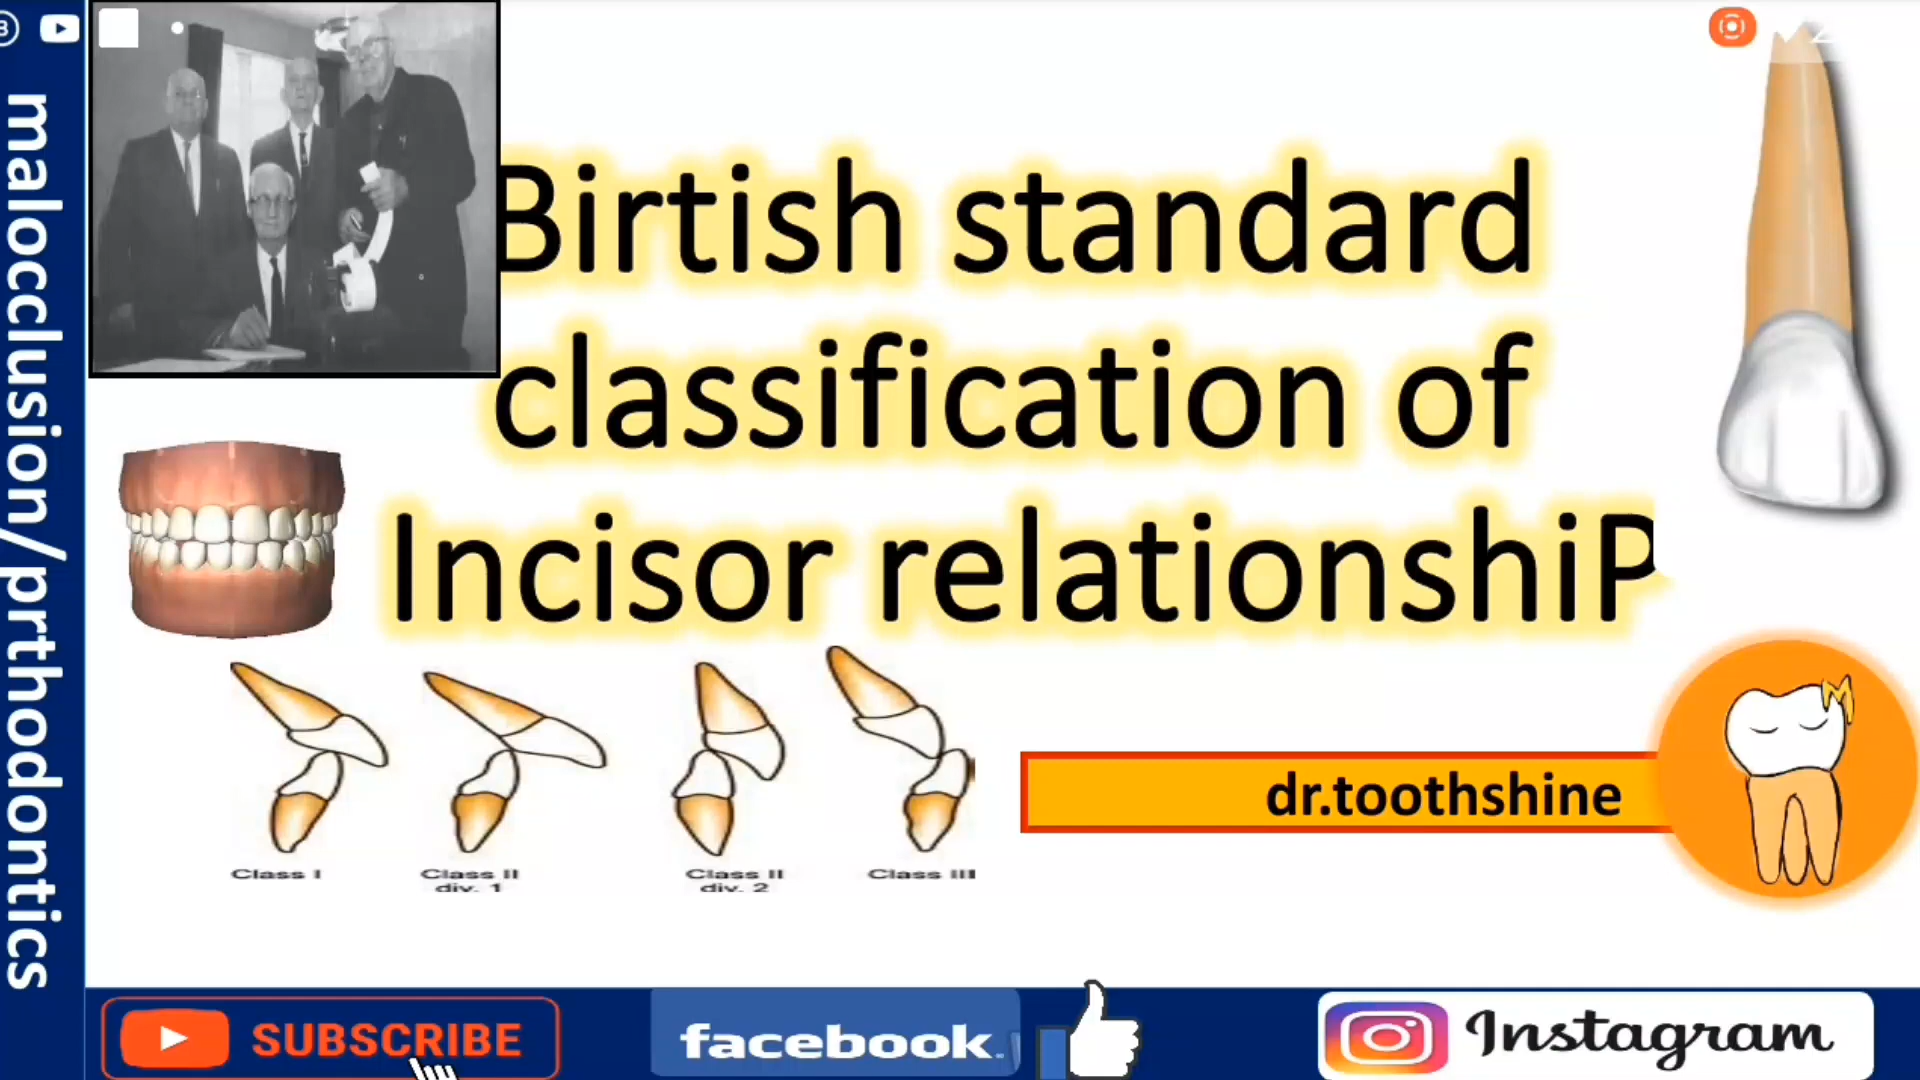 malocclusion/prthodontics
Birtish standard
classification of
Incisor relationshiP
Class I
Class II
div. 1
Class II
div. 2
Class III
dr.toothshine
SUBSCRIBE
facebook.
Instagram